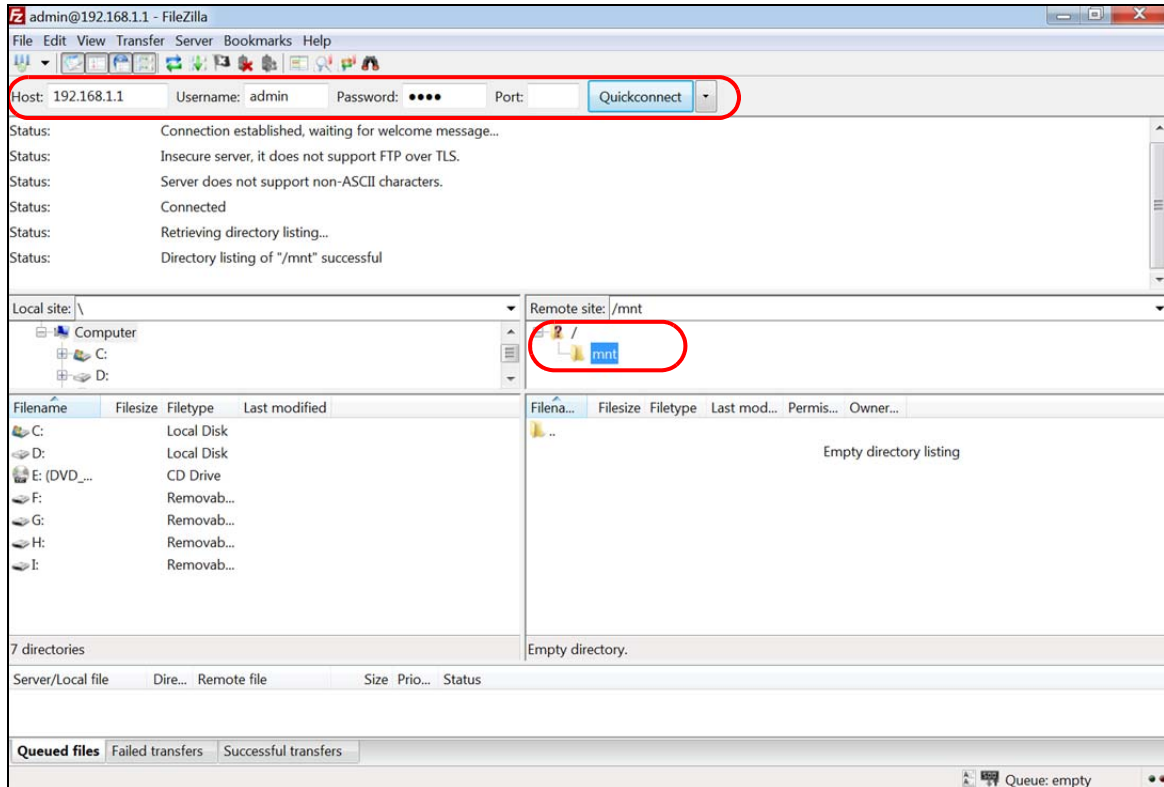 admin@192.168.1.1 - FileZilla
File Edit View Transfer Server Bookmarks Help
Host: 192.168.1.1 Username: admin Password: ●●●● Port: Quickconnect
Status: Connection established, waiting for welcome message...
Status: Insecure server, it does not support FTP over TLS.
Status: Server does not support non-ASCII characters.
Status: Connected
Status: Retrieving directory listing...
Status: Directory listing of "/mnt" successful
Local site: \
Computer
C:
D:
Filename Filesize Filetype Last modified
C: Local Disk
D: Local Disk
E: (DVD_... CD Drive
F: Removab...
G: Removab...
H: Removab...
I: Removab...
7 directories
Remote site: /mnt
/
mnt
Filena... Filesize Filetype Last mod... Permis... Owner...
..
Empty directory listing
Empty directory.
Server/Local file Dire... Remote file Size Prio... Status
Queued files Failed transfers Successful transfers
Queue: empty